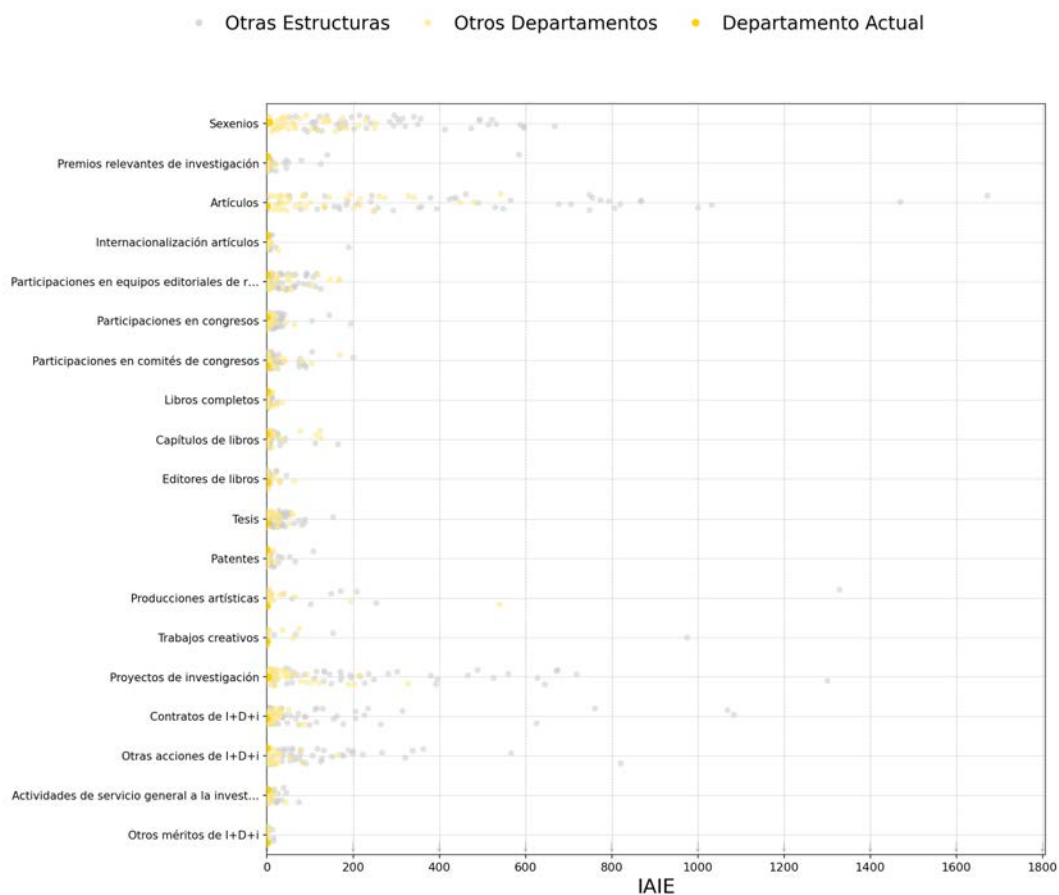 Otras Estructuras Otros Departamentos Departamento Actual
Sexenios
Premios relevantes de investigación
Artículos
Internacionalización artículos
Participaciones en equipos editoriales de r...
Participaciones en congresos
Participaciones en comités de congresos
Libros completos
Capítulos de libros
Editores de libros
Tesis
Patentes
Producciones artísticas
Trabajos creativos
Proyectos de investigación
Contratos de I+D+i
Otras acciones de I+D+i
Actividades de servicio general a la invest...
Otros méritos de I+D+i
0 200 400 600 800 1000 1200 1400 1600 1800
IAIE